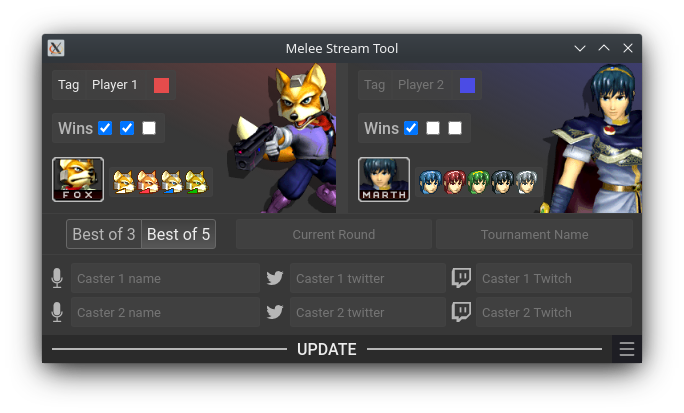 Melee Stream Tool
Tag Player 1
Tag Player 2
Wins
Wins
FOX
MARTH
Best of 3 Best of 5 Current Round Tournament Name
Caster 1 name Caster 1 twitter Caster 1 Twitch
Caster 2 name Caster 2 twitter Caster 2 Twitch
UPDATE